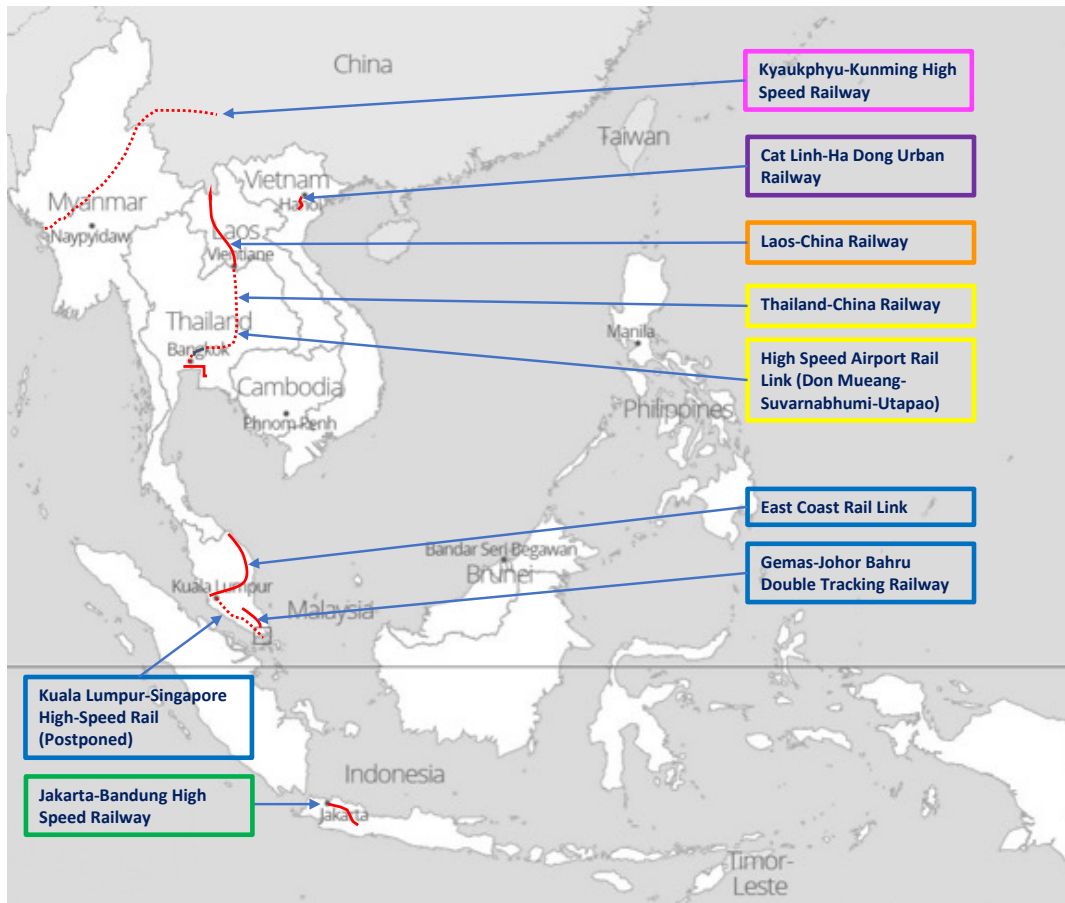 China
Kyaukphyu-Kunming High
Speed Railway
Taiwan
Cat Linh-Ha Dong Urban
Railway
Vietnam
Hanoi
Myanmar
Naypyidaw
Laos
Vientiane
Laos-China Railway
Thailand-China Railway
Thailand
Bangkok
Manila
High Speed Airport Rail
Link (Don Mueang-
Suvarnabhumi-Utapao)
Cambodia
Phnom Penh
Philippines
East Coast Rail Link
Bandar Seri Begawan
Brunei
Gemas-Johor Bahru
Double Tracking Railway
Kuala Lumpur
Malaysia
Kuala Lumpur-Singapore
High-Speed Rail
(Postponed)
Indonesia
Jakarta-Bandung High
Speed Railway
Jakarta
Timor-
Leste